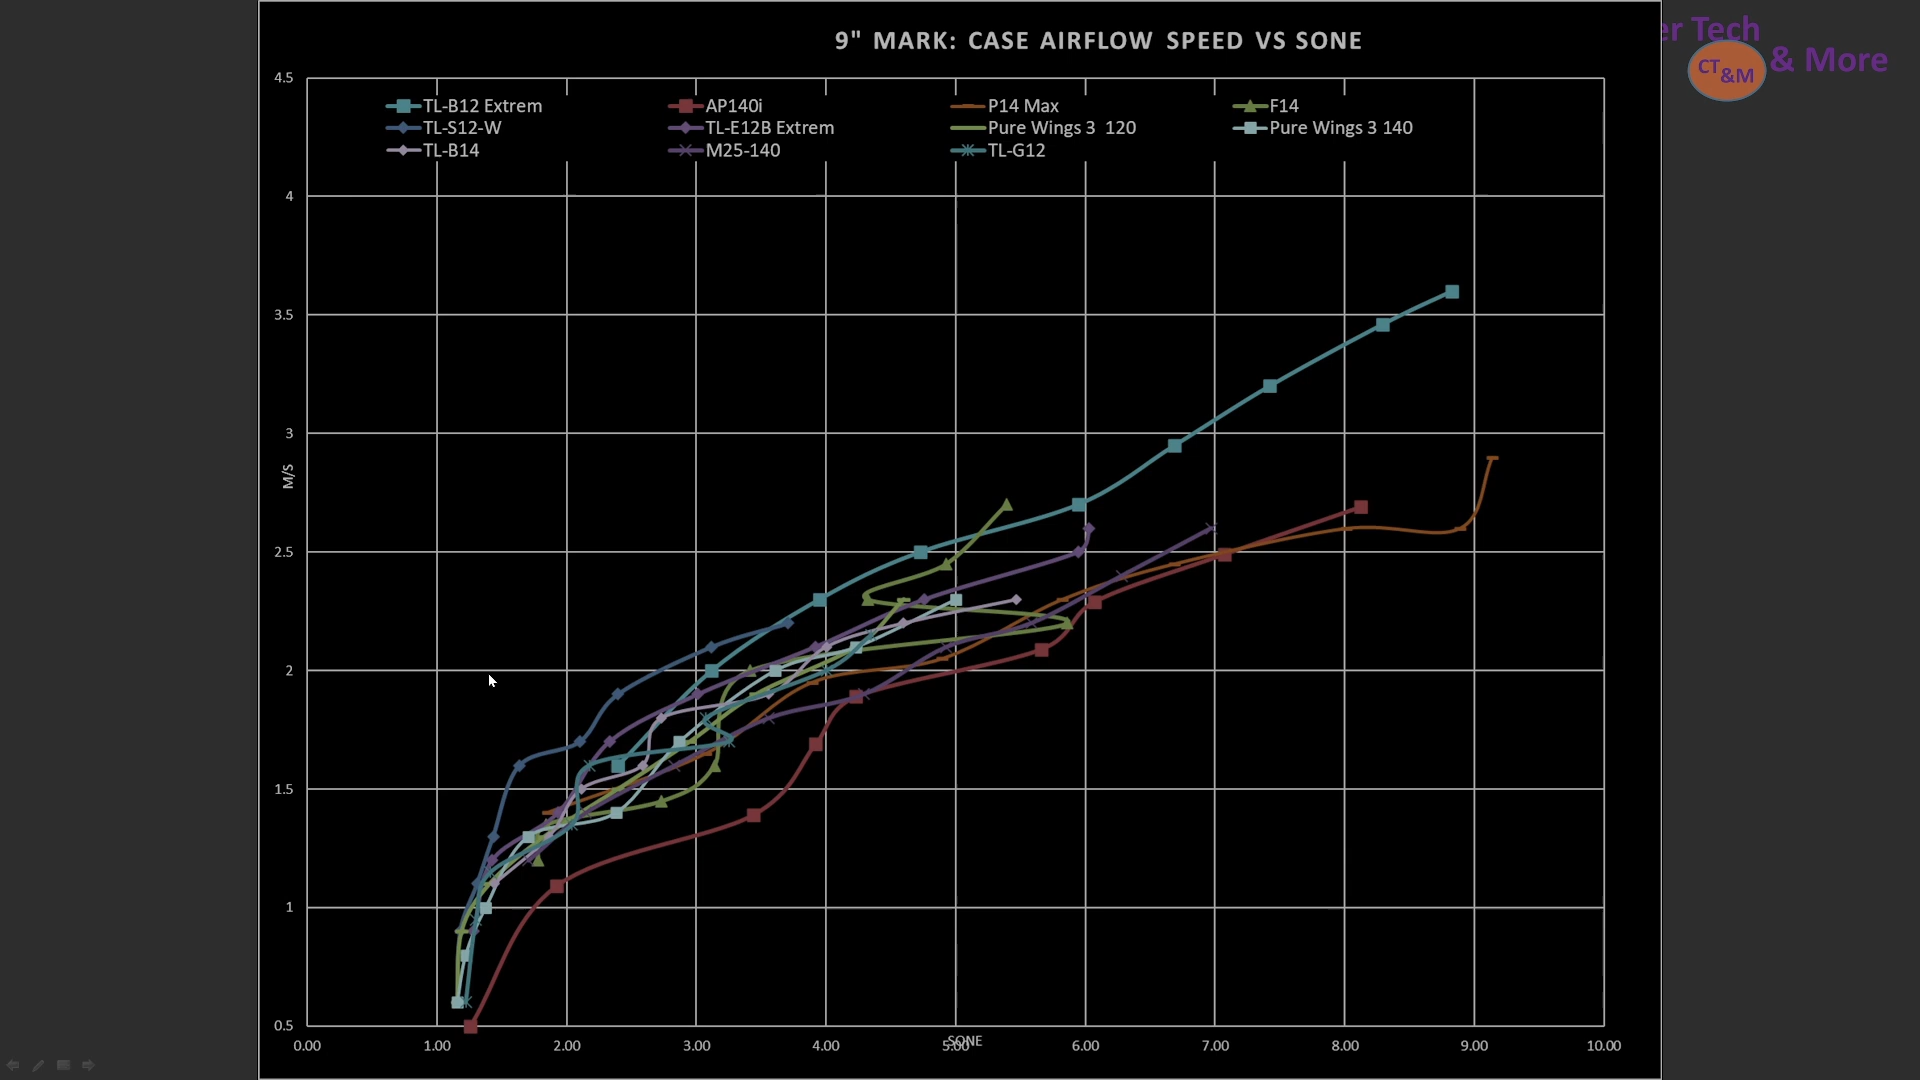 9" MARK: CASE AIRFLOW SPEED VS SONE
er Tech
& More
CT
&M
4.5
TL-B12 Extrem AP140i P14 Max F14
TL-S12-W TL-E12B Extrem Pure Wings 3 120 Pure Wings 3 140
TL-B14 M25-140 TL-G12
4
3.5
3
M/S
2.5
2
1.5
1
0.5
SONE
0.00 1.00 2.00 3.00 4.00 5.00 6.00 7.00 8.00 9.00 10.00